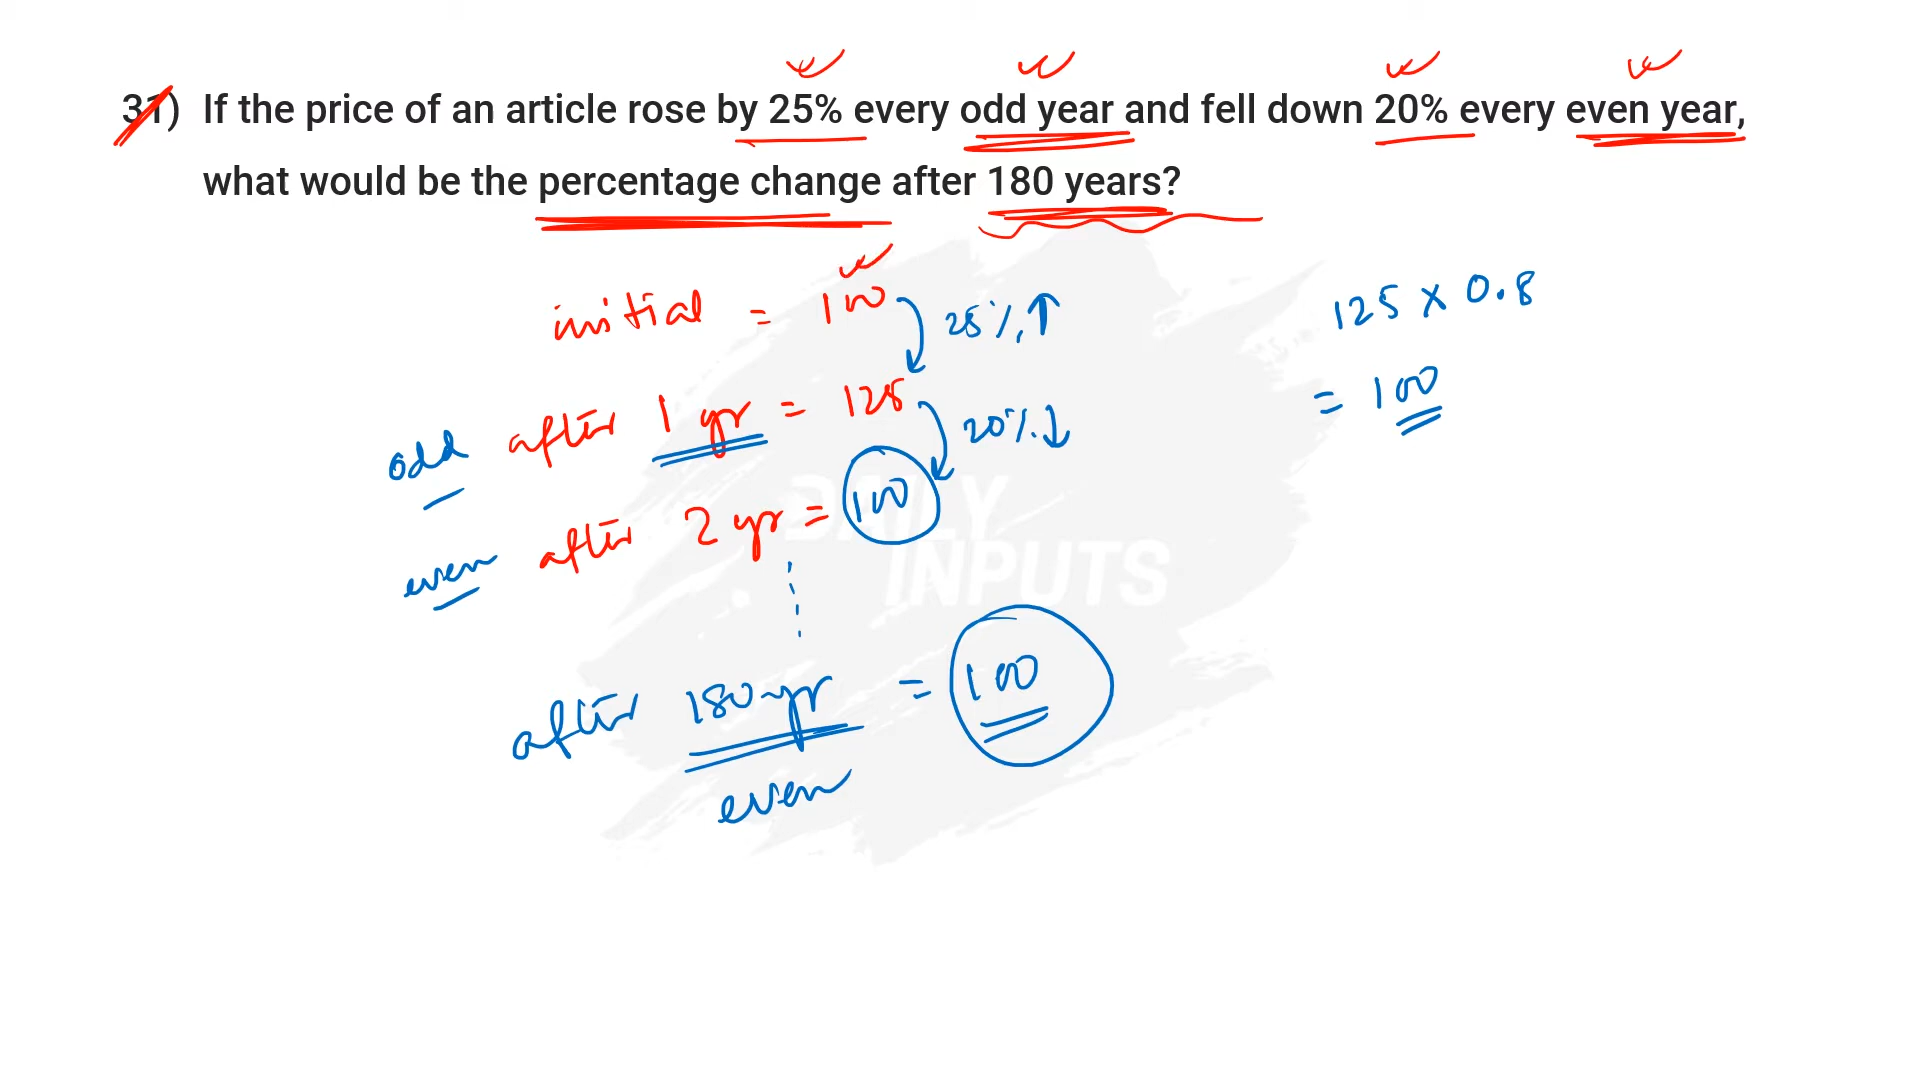 31) If the price of an article rose by 25% every odd year and fell down 20% every even year,
what would be the percentage change after 180 years?
initial = 100
25% ↑
125 x 0.8
= 100
odd after 1 yr = 125
20% ↓
even after 2 yr = 100
DAILY
INPUTS
after 180 yr = 100
even